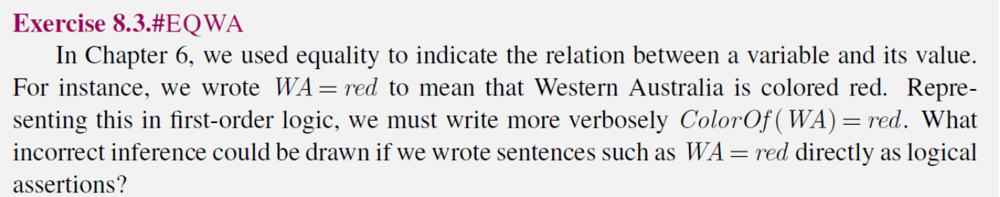 Exercise 8.3.#EQWA
In Chapter 6, we used equality to indicate the relation between a variable and its value.
For instance, we wrote WA = red to mean that Western Australia is colored red. Repre-
senting this in first-order logic, we must write more verbosely ColorOf(WA) = red. What
incorrect inference could be drawn if we wrote sentences such as WA = red directly as logical
assertions?